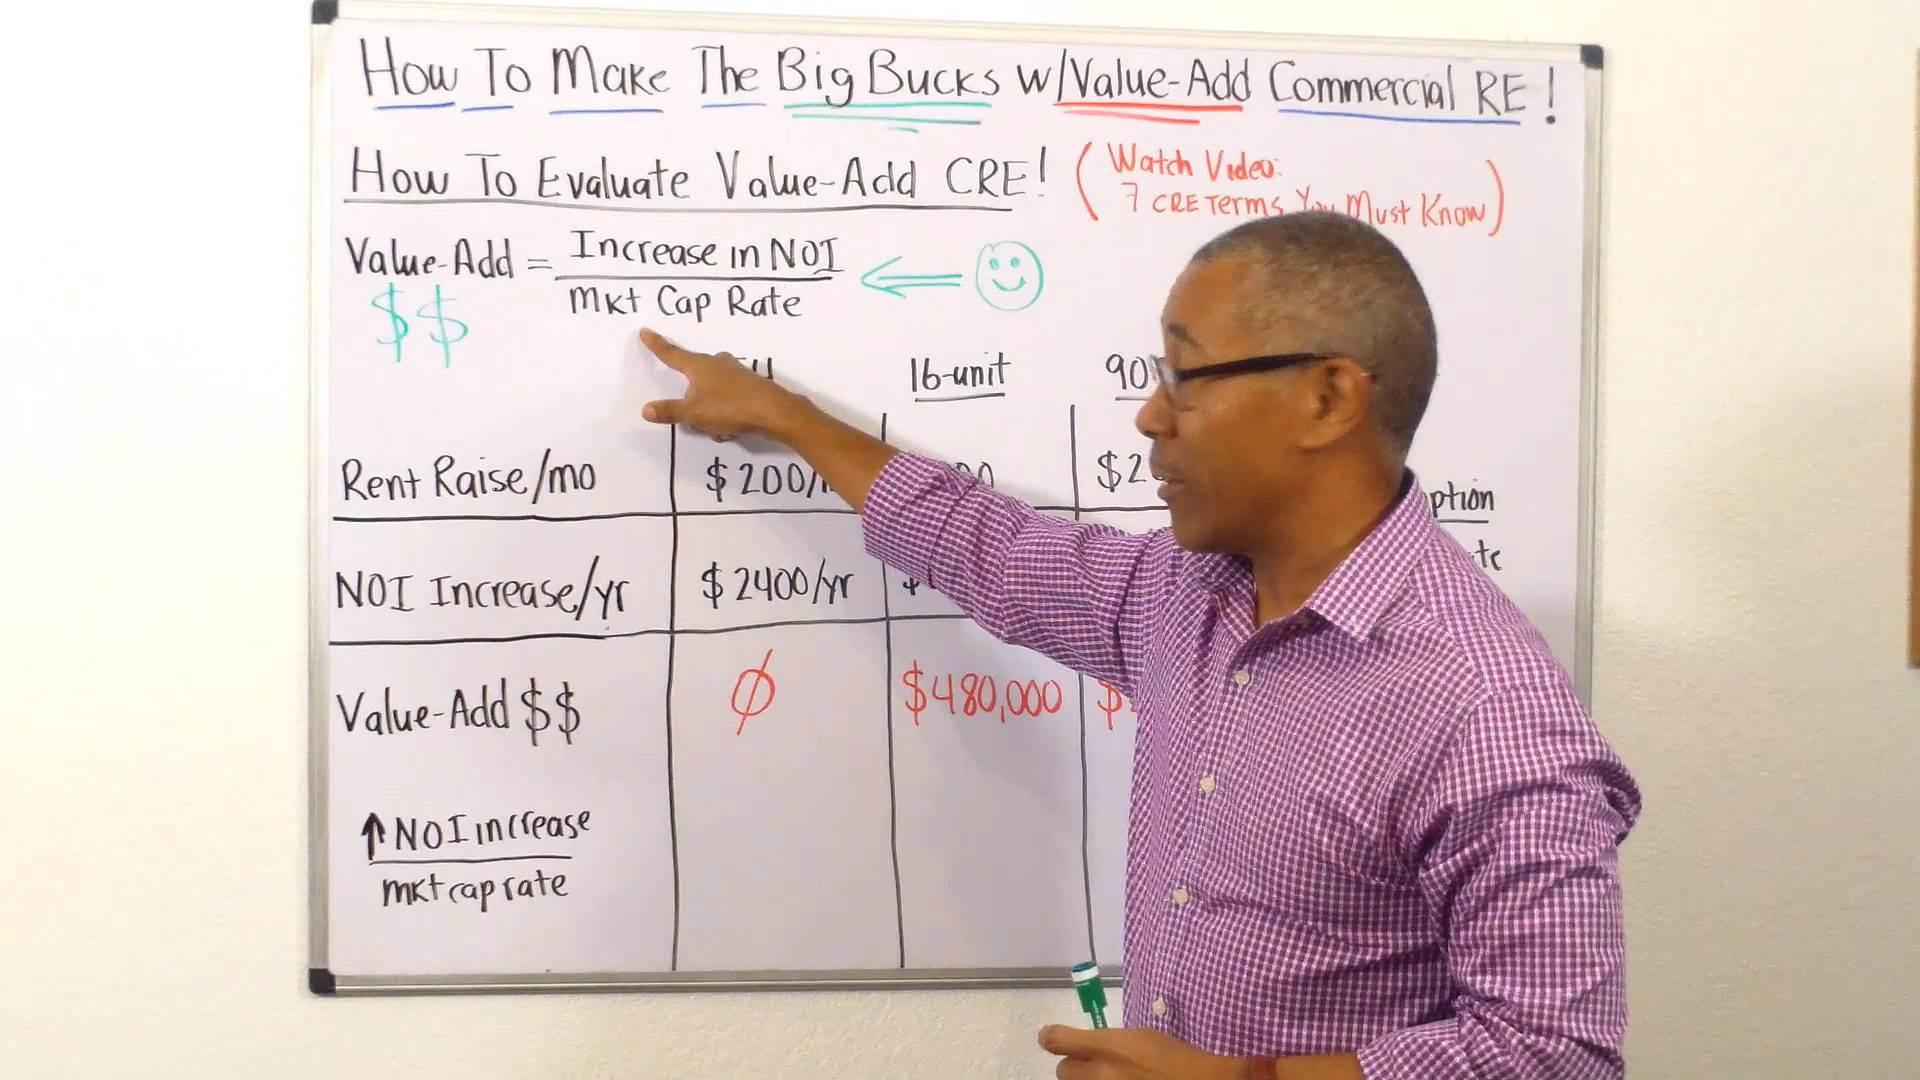 How To Make The Big Bucks w/Value-Add Commercial RE!
How To Evaluate Value-Add CRE!
(Watch Video:
7 CRE Terms You Must Know)
Value-Add = Increase in NOI
Mkt Cap Rate
$$
16-unit
Rent Raise/mo $200/
NOI Increase/yr $2400/yr
Value-Add $$ Ø $480,000 $
↑NOI increase
mkt cap rate